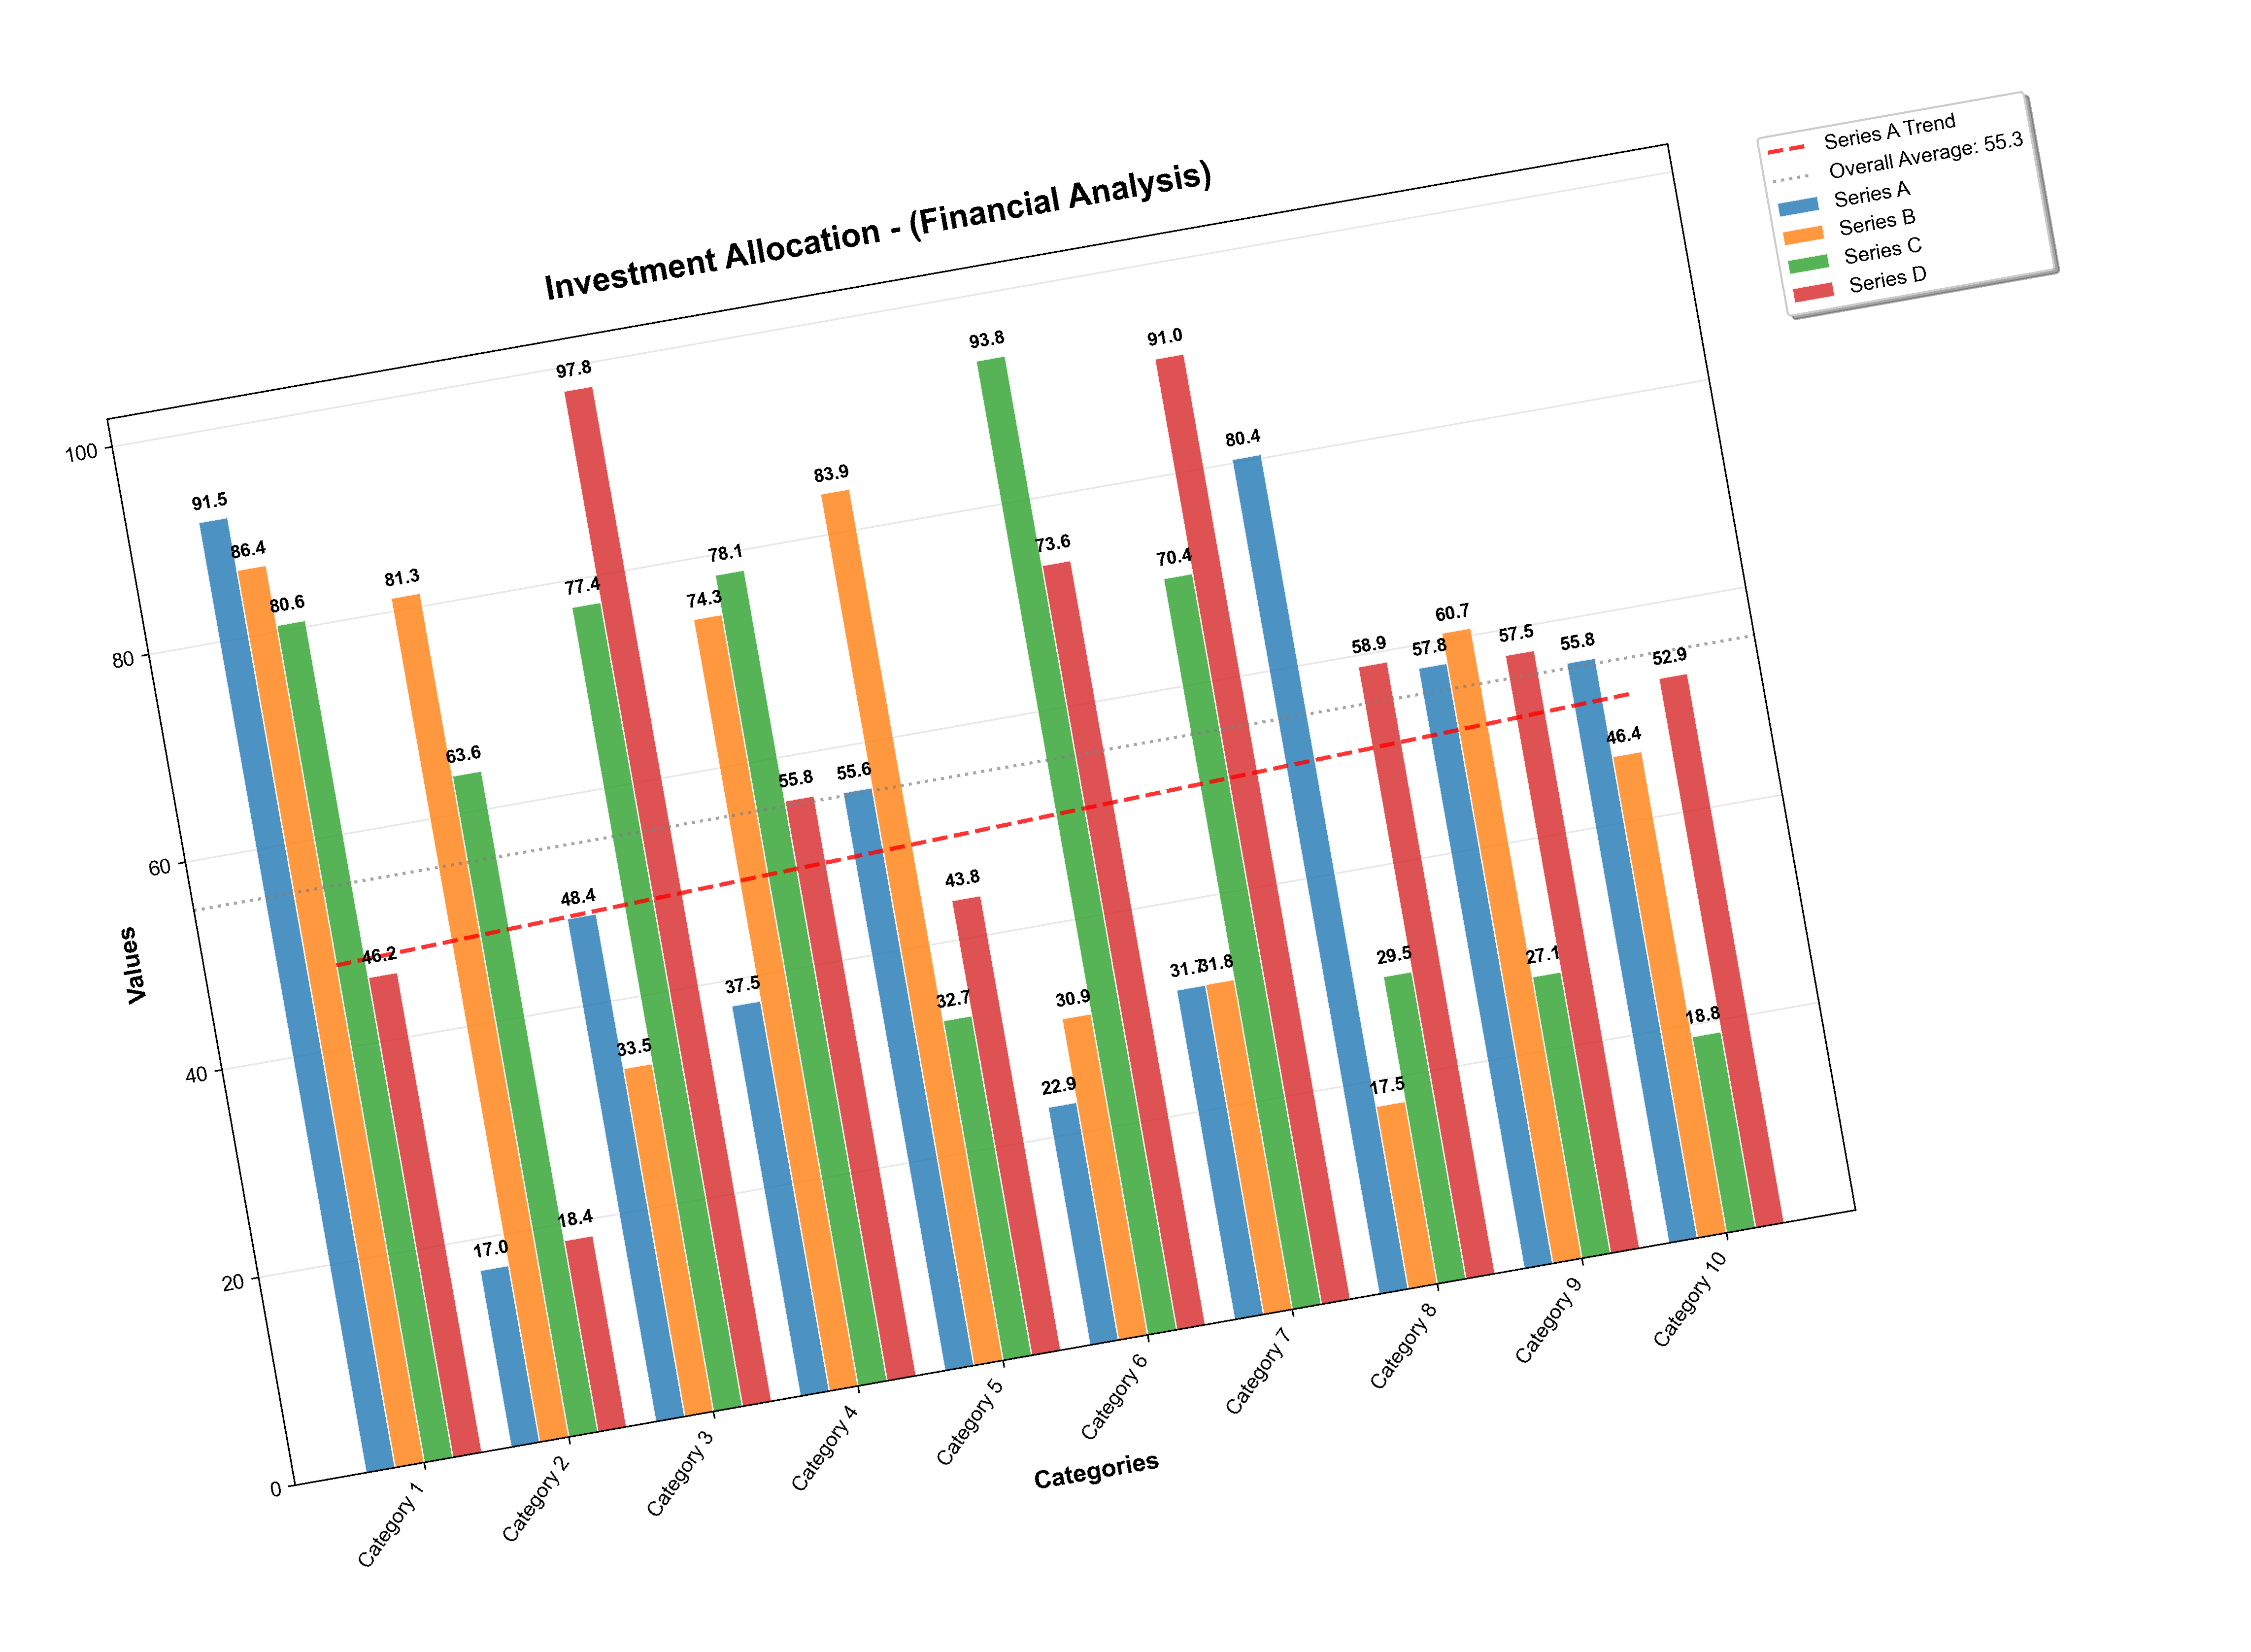 Investment Allocation - (Financial Analysis)
Series A Trend
Overall Average: 55.3
Series A
Series B
Series C
Series D
Values
100
80
60
40
20
0
91.5
86.4
80.6
46.2
17.0
81.3
63.6
18.4
48.4
33.5
77.4
97.8
37.5
74.3
78.1
55.8
55.6
83.9
32.7
43.8
22.9
30.9
93.8
73.6
31.7
31.8
70.4
91.0
80.4
17.5
29.5
58.9
57.8
60.7
27.1
57.5
55.8
46.4
18.8
52.9
Category 1
Category 2
Category 3
Category 4
Category 5
Category 6
Category 7
Category 8
Category 9
Category 10
Categories